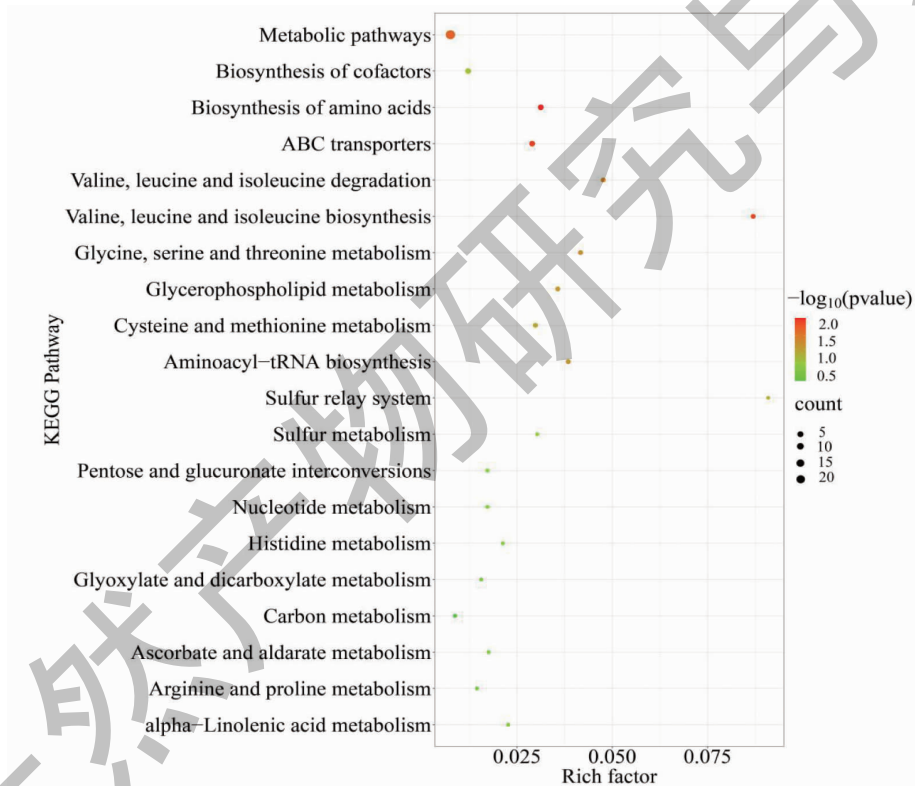 Metabolic pathways
Biosynthesis of cofactors
Biosynthesis of amino acids
ABC transporters
Valine, leucine and isoleucine degradation
Valine, leucine and isoleucine biosynthesis
Glycine, serine and threonine metabolism
Glycerophospholipid metabolism
Cysteine and methionine metabolism
Aminoacyl−tRNA biosynthesis
Sulfur relay system
Sulfur metabolism
Pentose and glucuronate interconversions
Nucleotide metabolism
Histidine metabolism
Glyoxylate and dicarboxylate metabolism
Carbon metabolism
Ascorbate and aldarate metabolism
Arginine and proline metabolism
alpha−Linolenic acid metabolism
KEGG Pathway
0.025 0.050 0.075
Rich factor
−log₁₀(pvalue)
2.0
1.5
1.0
0.5
count
5
10
15
20
然产物研究与